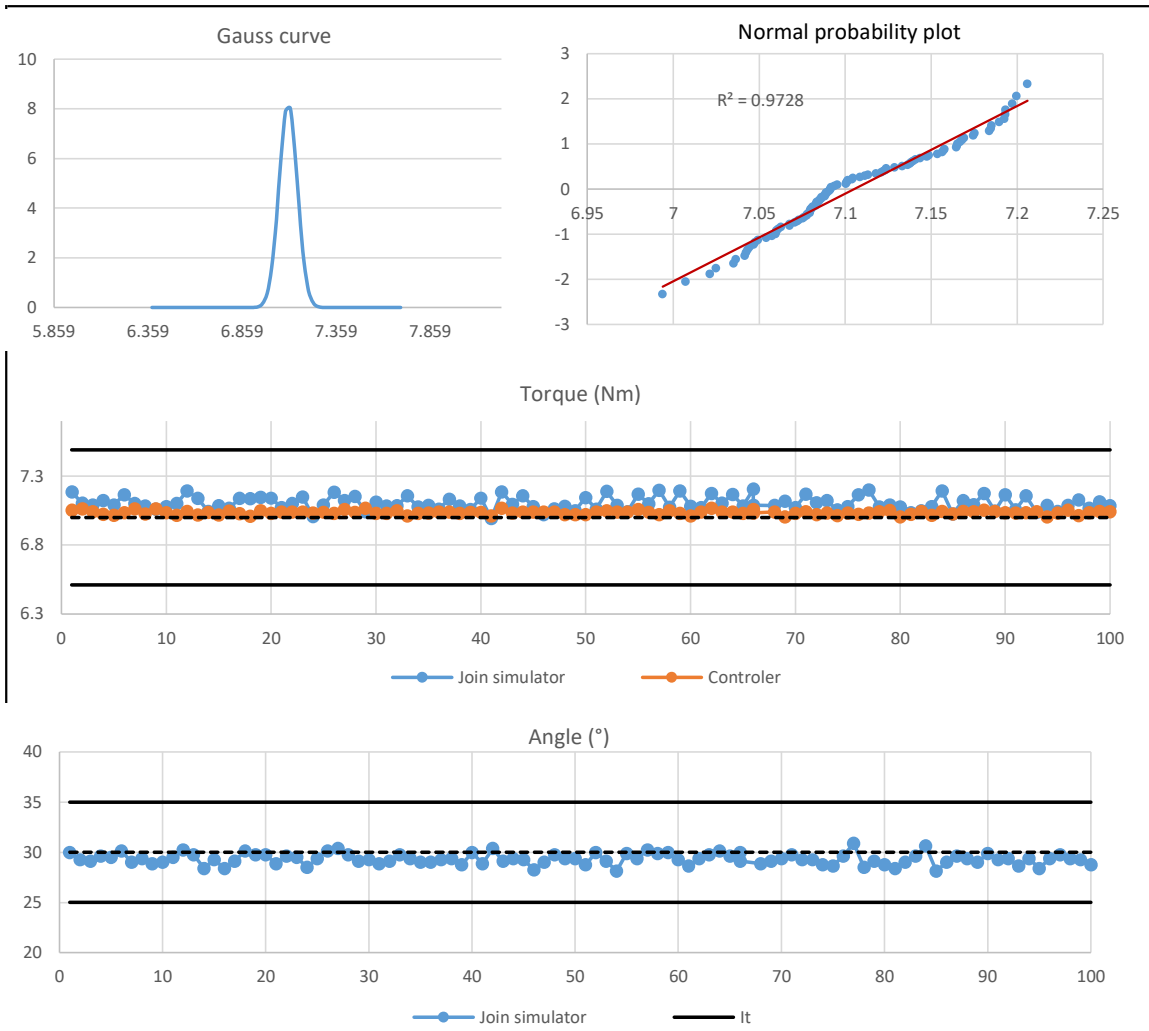 Gauss curve
10
8
6
4
2
0
5.859 6.359 6.859 7.359 7.859
Normal probability plot
3
R² = 0.9728
2
1
0
6.95 7 7.05 7.1 7.15 7.2 7.25
-1
-2
-3
Torque (Nm)
7.3
6.8
6.3
0 10 20 30 40 50 60 70 80 90 100
Join simulator Controler
Angle (°)
40
35
30
25
20
0 10 20 30 40 50 60 70 80 90 100
Join simulator It